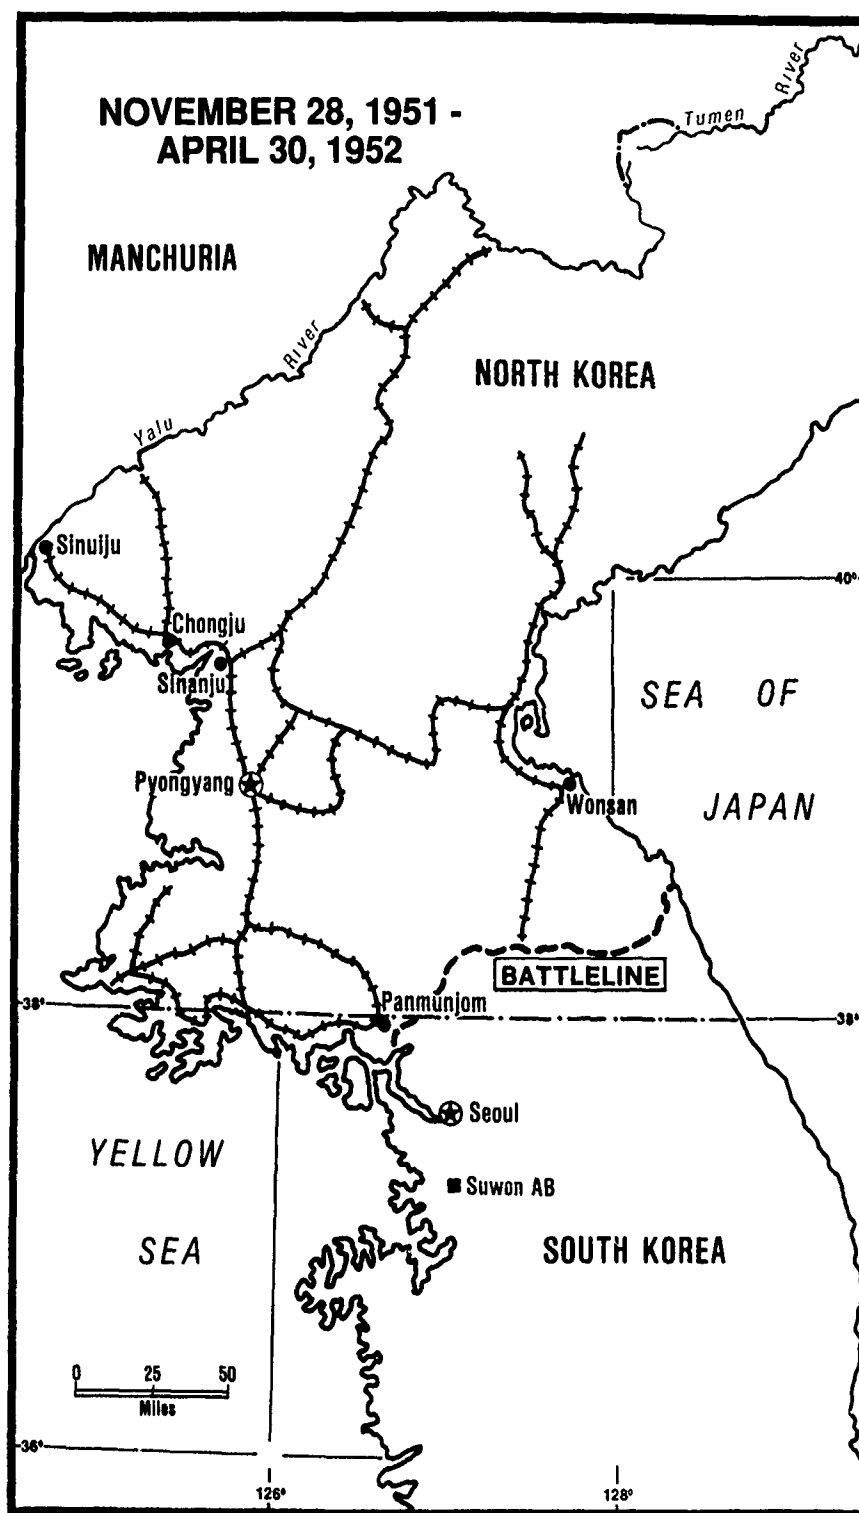 NOVEMBER 28, 1951 -
APRIL 30, 1952
River
Tumen
MANCHURIA
River
NORTH KOREA
Yalu
Sinuiju
40°
Chongju
Sinanju
SEA OF
Pyongyang
Wonsan
JAPAN
BATTLELINE
38°
Panmunjom
38°
Seoul
YELLOW
Suwon AB
SEA
SOUTH KOREA
0 25 50
Miles
36°
126°
128°